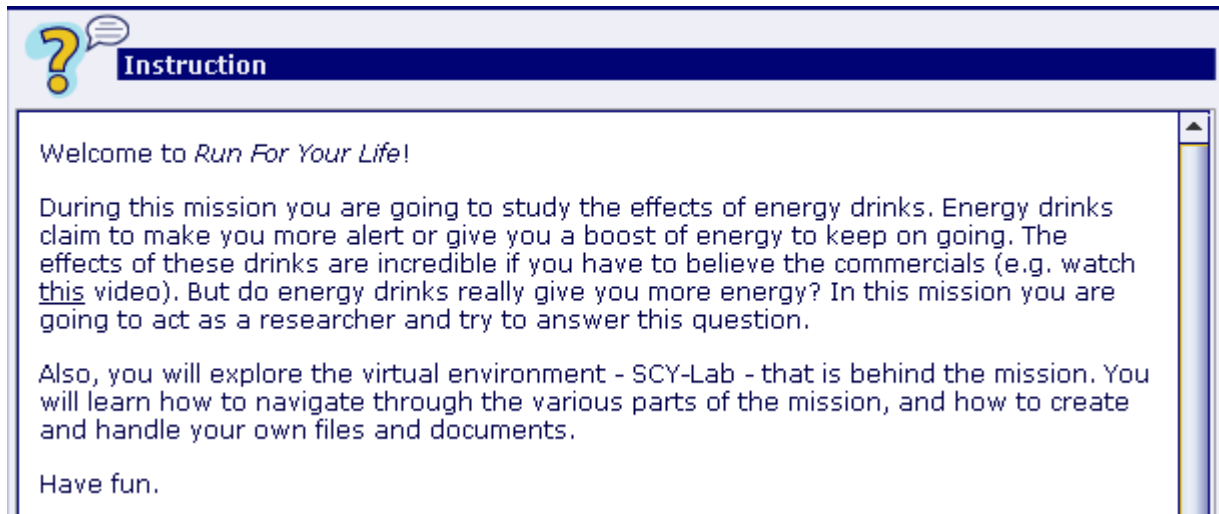 Instruction
Welcome to Run For Your Life!
During this mission you are going to study the effects of energy drinks. Energy drinks
claim to make you more alert or give you a boost of energy to keep on going. The
effects of these drinks are incredible if you have to believe the commercials (e.g. watch
this video). But do energy drinks really give you more energy? In this mission you are
going to act as a researcher and try to answer this question.
Also, you will explore the virtual environment - SCY-Lab - that is behind the mission. You
will learn how to navigate through the various parts of the mission, and how to create
and handle your own files and documents.
Have fun.